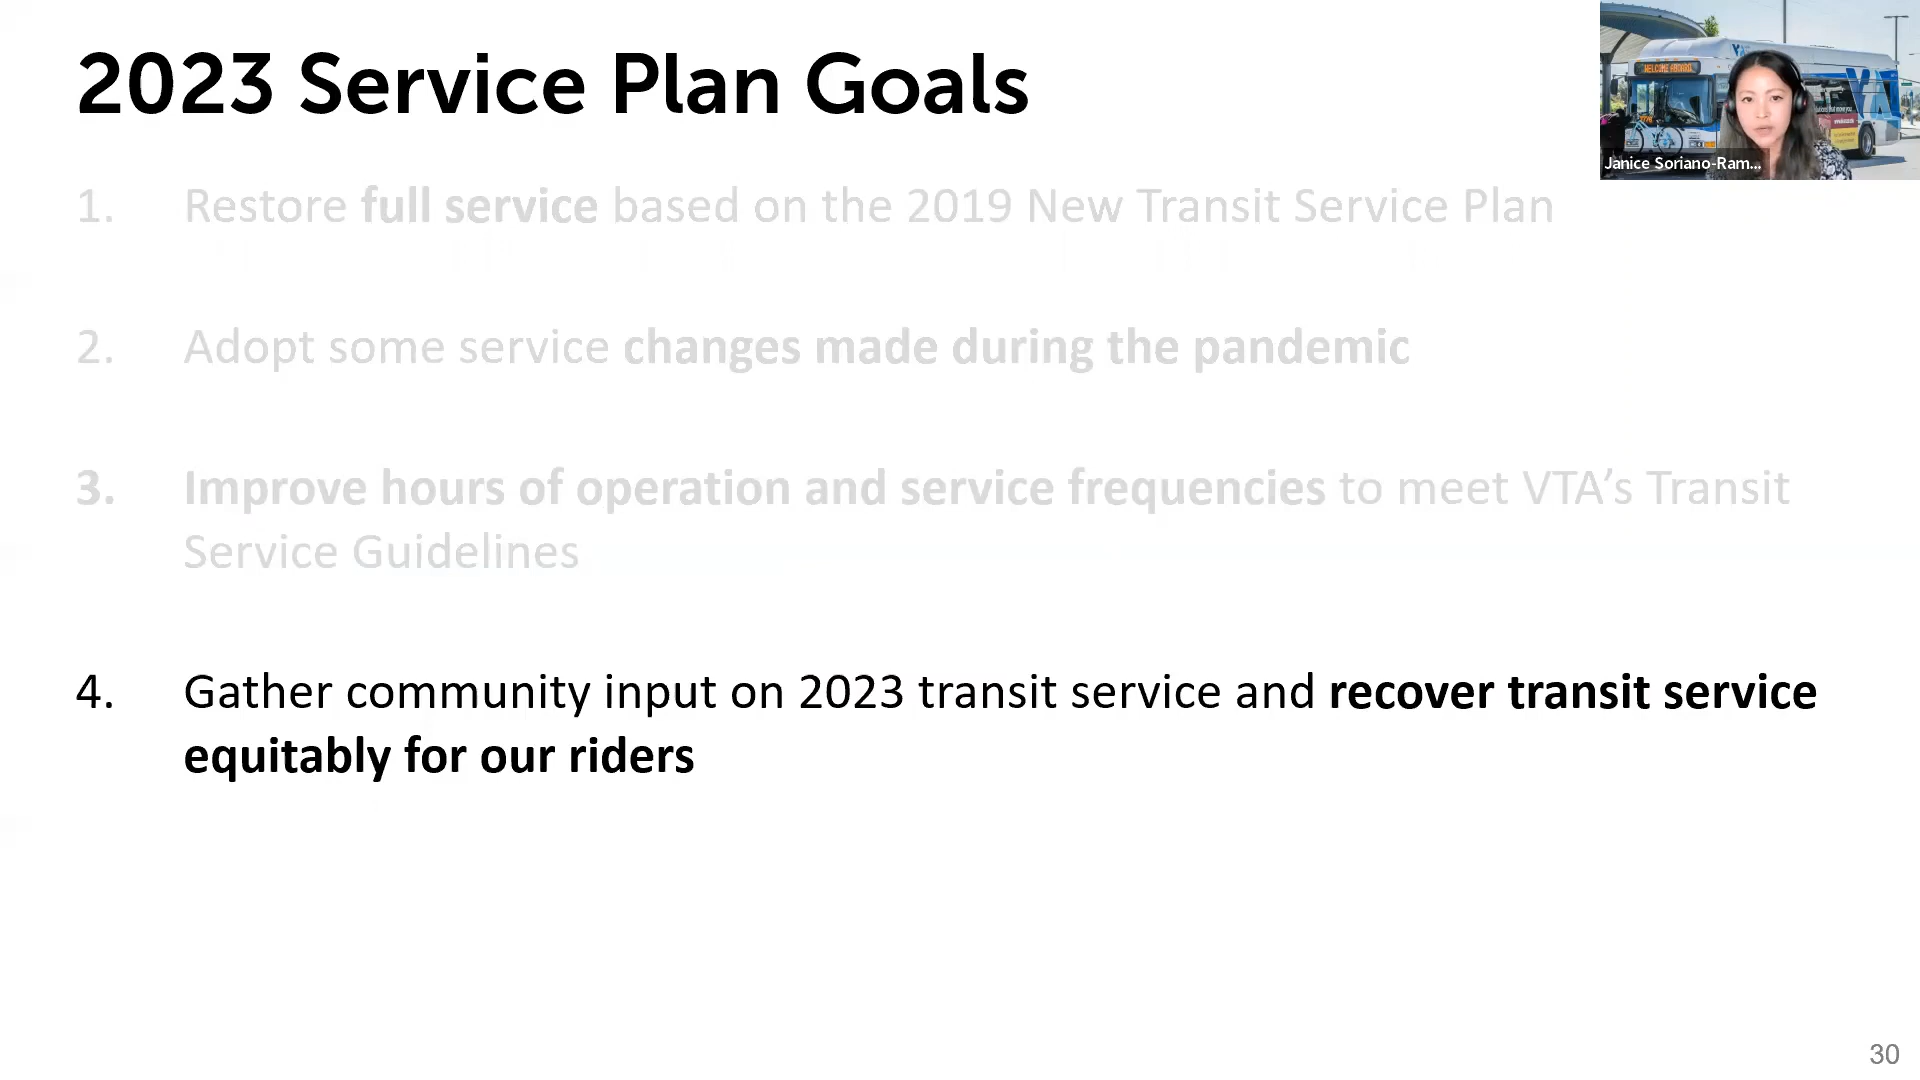 2023 Service Plan Goals
WELCOME ABOARD
Janice Soriano-Ram...
1. Restore full service based on the 2019 New Transit Service Plan
2. Adopt some service changes made during the pandemic
3. Improve hours of operation and service frequencies to meet VTA’s Transit
Service Guidelines
4. Gather community input on 2023 transit service and recover transit service
equitably for our riders
30